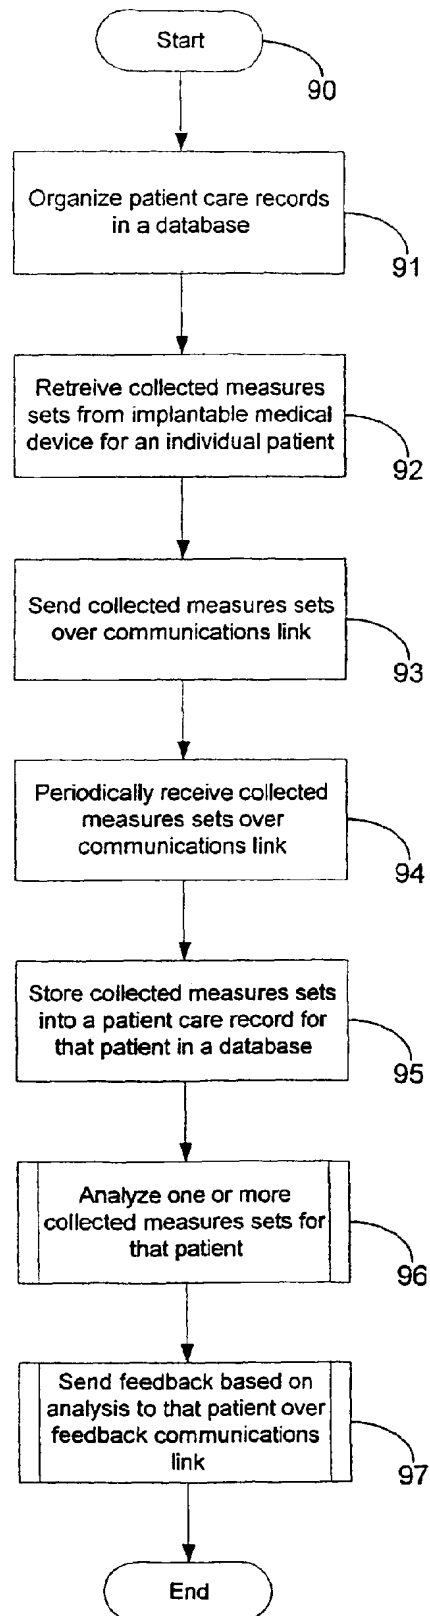 Start
90
Organize patient care records
in a database
91
Retreive collected measures
sets from implantable medical
device for an individual patient
92
Send collected measures sets
over communications link
93
Periodically receive collected
measures sets over
communications link
94
Store collected measures sets
into a patient care record for
that patient in a database
95
Analyze one or more
collected measures sets for
that patient
96
Send feedback based on
analysis to that patient over
feedback communications
link
97
End